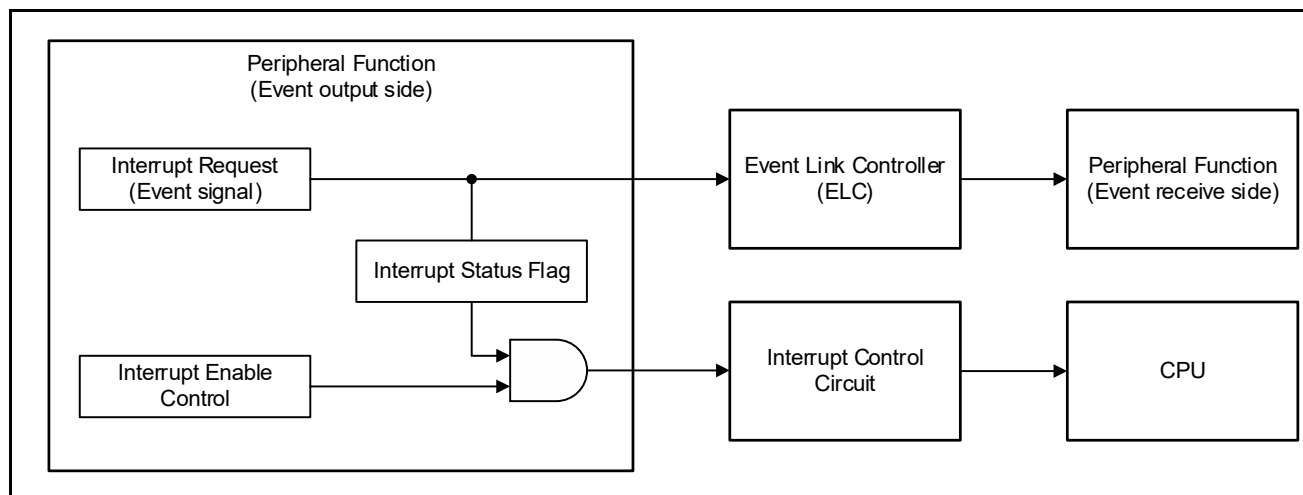 Peripheral Function
(Event output side)
Interrupt Request
(Event signal)
Event Link Controller
(ELC)
Peripheral Function
(Event receive side)
Interrupt Status Flag
Interrupt Enable
Control
Interrupt Control
Circuit
CPU